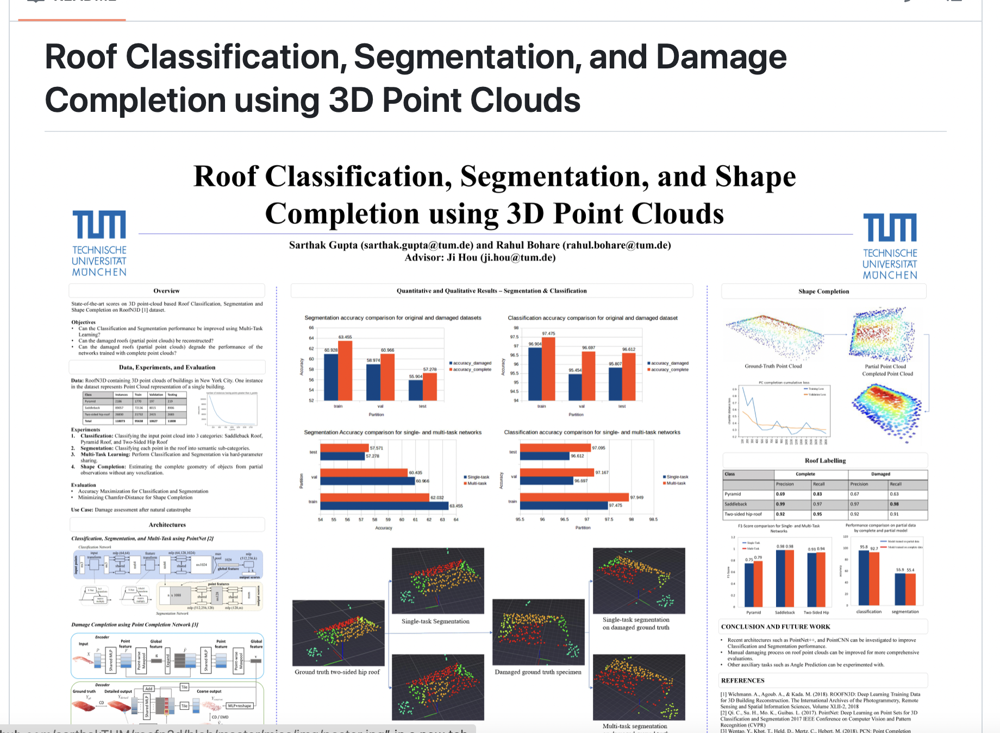 Roof Classification, Segmentation, and Damage
Completion using 3D Point Clouds
Roof Classification, Segmentation, and Shape
Completion using 3D Point Clouds
TUM
TECHNISCHE
UNIVERSITÄT
MÜNCHEN
Sarthak Gupta (sarthak.gupta@tum.de) and Rahul Bohare (rahul.bohare@tum.de)
Advisor: Ji Hou (ji.hou@tum.de)
TUM
TECHNISCHE
UNIVERSITÄT
MÜNCHEN
Overview
State-of-the-art scores on 3D point-cloud based Roof Classification, Segmentation and
Shape Completion on RoofN3D [1] dataset.
Objectives
• Can the Classification and Segmentation performance be improved using Multi-Task
Learning?
• Can the damaged roofs (partial point clouds) be reconstructed?
• Can the damaged roofs (partial point clouds) degrade the performance of the
networks trained with complete point clouds?
Data, Experiments, and Evaluation
Data: RoofN3D containing 3D point clouds of buildings in New York City. One instance
in the dataset represents Point Cloud representation of a single building.
Class Instances Train Validation Testing
Pyramid 2186 1770 197 219
Saddleback 89057 72136 8015 8906
Two-sided hip-roof 26830 21732 2415 2683
Total 118073 95638 10627 11808
Experiments
1. Classification: Classifying the input point cloud into 3 categories: Saddleback Roof,
Pyramid Roof, and Two-Sided Hip Roof
2. Segmentation: Classifying each point in the roof into semantic sub-categories.
3. Multi-Task Learning: Perform Classification and Segmentation via hard-parameter
sharing.
4. Shape Completion: Estimating the complete geometry of objects from partial
observations without any voxelization.
Evaluation
• Accuracy Maximization for Classification and Segmentation
• Minimizing Chamfer-Distance for Shape Completion
Use Case: Damage assessment after natural catastrophe
Architectures
Classification, Segmentation, and Multi-Task using PointNet [2]
Classification Network
input transform
mlp (64,64)
feature transform
mlp (64,128,1024)
max pool
1024
mlp (512,256,k)
input points
nx3
shared
nx64
shared
nx1024
global feature
output scores
point features
n x 1088
shared
nx128
shared
output scores
mlp (512,256,128)
mlp (128,m)
Segmentation Network
Damage Completion using Point Completion Network [3]
Encoder
Input
Point feature
Global feature
Point feature
Global feature
X
P
Shared MLP
F
Point-wise Maxpool
g
Expand
Shared MLP
Point-wise Maxpool
v
Decoder
Ground truth
Detailed output
Add
Tile
Coarse output
CD
Shared MLP
Tile
MLP+reshape
CD / EMD
Quantitative and Qualitative Results – Segmentation & Classification
Segmentation accuracy comparison for original and damaged datasets
66
64
62
60
58
56
54
52
Accuracy
60.928
63.455
58.974
60.966
55.904
57.278
train val test
Partition
accuracy_damaged
accuracy_complete
Classification accuracy comparison for original and damaged dataset
98
97.5
97
96.5
96
95.5
95
94.5
94
Accuracy
96.904
97.475
95.454
96.697
95.807
96.612
train val test
Partition
accuracy_damaged
accuracy_complete
Segmentation Accuracy comparison for single- and multi-task networks
Partition
test
57.571
57.278
val
60.435
60.966
train
62.032
63.455
54 55 56 57 58 59 60 61 62 63 64
Accuracy
Single-task
Multi-task
Classification accuracy comparison for single- and multi-task networks
Accuracy
test
97.095
96.612
val
97.167
96.697
train
97.949
97.475
95.5 96 96.5 97 97.5 98 98.5
Partition
Single-task
Multi-task
Single-task Segmentation
Ground truth two-sided hip roof
Single-task segmentation
on damaged ground truth
Damaged ground truth specimen
Multi-task segmentation
Shape Completion
Ground-Truth Point Cloud
Partial Point Cloud
Completed Point Cloud
PC completion cumulative loss
Training Loss
Validation Loss
Roof Labelling
Class Complete Damaged
Precision Recall Precision Recall
Pyramid 0.69 0.83 0.67 0.63
Saddleback 0.99 0.97 0.97 0.98
Two-sided hip-roof 0.92 0.95 0.92 0.91
F1-Score comparison for Single- and Multi-Task
Networks
1.2
1
0.8
0.6
0.4
0.2
0
F1-Score
Single-Task
Multi-Task
0.75 0.79
0.98 0.98
0.93 0.94
Pyramid Saddleback Two-Sided Hip
Performance comparison on partial data
by complete and partial model
120
100
80
60
40
20
0
accuracy
Model trained on partial data
Model trained on complete data
95.8 92.7
55.9 55.4
classification segmentation
CONCLUSION AND FUTURE WORK
• Recent architectures such as PointNet++, and PointCNN can be investigated to improve
Classification and Segmentation performance.
• Manual damaging process on roof point clouds can be improved for more comprehensive
evaluations.
• Other auxiliary tasks such as Angle Prediction can be experimented with.
REFERENCES
[1] Wichmann. A., Agoub. A., & Kada. M. (2018). ROOFN3D: Deep Learning Training Data
for 3D Building Reconstruction. The International Archives of the Photogrammetry, Remote
Sensing and Spatial Information Sciences, Volume XLII-2, 2018
[2] Qi. C., Su. H., Mo. K., Guibas. L. (2017). PointNet: Deep Learning on Point Sets for 3D
Classification and Segmentation 2017 IEEE Conference on Computer Vision and Pattern
Recognition (CVPR)
[3] Wentao. Y., Khot. T., Held. D., Mertz. C., Hebert. M. (2018). PCN: Point Completion